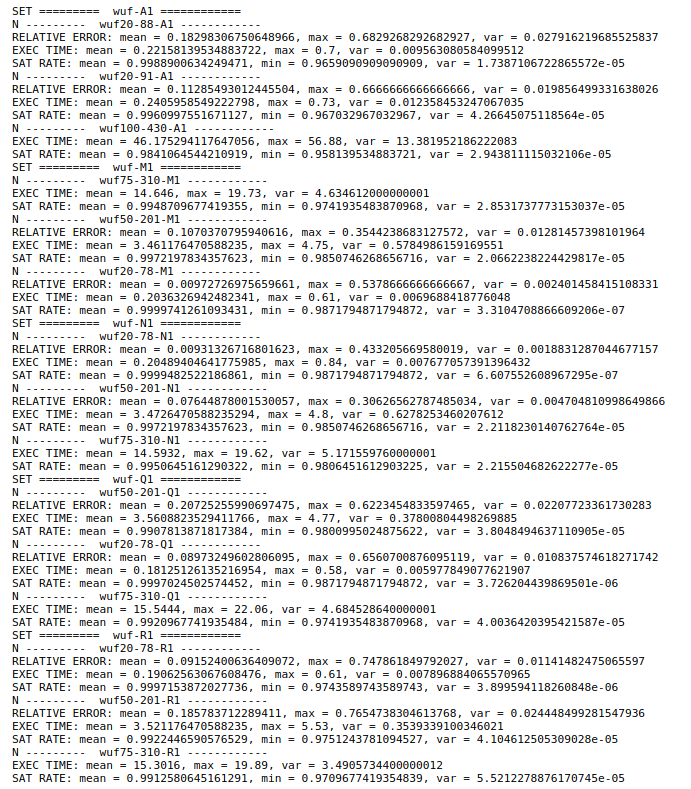 SET =========  wuf-A1 ============
N ---------  wuf20-88-A1 ------------
RELATIVE ERROR: mean = 0.18298306750648966, max = 0.6829268292682927, var = 0.027916219685525837
EXEC TIME: mean = 0.22158139534883722, max = 0.7, var = 0.009563080584099512
SAT RATE: mean = 0.9988900634249471, min = 0.9659090909090909, var = 1.7387106722865572e-05
N ---------  wuf20-91-A1 ------------
RELATIVE ERROR: mean = 0.11285493012445504, max = 0.6666666666666666, var = 0.019856499331638026
EXEC TIME: mean = 0.2405958549222798, max = 0.73, var = 0.012358453247067035
SAT RATE: mean = 0.9960997551671127, min = 0.967032967032967, var = 4.26645075118564e-05
N ---------  wuf100-430-A1 ------------
EXEC TIME: mean = 46.175294117647056, max = 56.88, var = 13.381952186222083
SAT RATE: mean = 0.9841064544210919, min = 0.958139534883721, var = 2.943811115032106e-05
SET =========  wuf-M1 ============
N ---------  wuf75-310-M1 ------------
EXEC TIME: mean = 14.646, max = 19.73, var = 4.634612000000001
SAT RATE: mean = 0.9948709677419355, min = 0.9741935483870968, var = 2.8531737773153037e-05
N ---------  wuf50-201-M1 ------------
RELATIVE ERROR: mean = 0.1070370795940616, max = 0.3544238683127572, var = 0.01281457398101964
EXEC TIME: mean = 3.461176470588235, max = 4.75, var = 0.5784986159169551
SAT RATE: mean = 0.9972197834357623, min = 0.9850746268656716, var = 2.0662238224429817e-05
N ---------  wuf20-78-M1 ------------
RELATIVE ERROR: mean = 0.00972726975659661, max = 0.5378666666666667, var = 0.002401458415108331
EXEC TIME: mean = 0.2036326942482341, max = 0.61, var = 0.0069688418776048
SAT RATE: mean = 0.9999741261093431, min = 0.9871794871794872, var = 3.3104708866609206e-07
SET =========  wuf-N1 ============
N ---------  wuf20-78-N1 ------------
RELATIVE ERROR: mean = 0.00931326716801623, max = 0.433205669580019, var = 0.0018831287044677157
EXEC TIME: mean = 0.20489404641775985, max = 0.84, var = 0.007677057391396432
SAT RATE: mean = 0.9999482522186861, min = 0.9871794871794872, var = 6.607552608967295e-07
N ---------  wuf50-201-N1 ------------
RELATIVE ERROR: mean = 0.07644878001530057, max = 0.30626562787485034, var = 0.004704810998649866
EXEC TIME: mean = 3.4726470588235294, max = 4.8, var = 0.6278253460207612
SAT RATE: mean = 0.9972197834357623, min = 0.9850746268656716, var = 2.2118230140762764e-05
N ---------  wuf75-310-N1 ------------
EXEC TIME: mean = 14.5932, max = 19.62, var = 5.171559760000001
SAT RATE: mean = 0.9950645161290322, min = 0.9806451612903225, var = 2.215504682622277e-05
SET =========  wuf-Q1 ============
N ---------  wuf50-201-Q1 ------------
RELATIVE ERROR: mean = 0.20725255990697475, max = 0.6223454833597465, var = 0.02207723361730283
EXEC TIME: mean = 3.5608823529411766, max = 4.77, var = 0.37800804498269885
SAT RATE: mean = 0.9907813871817384, min = 0.9800995024875622, var = 3.8048494637110905e-05
N ---------  wuf20-78-Q1 ------------
RELATIVE ERROR: mean = 0.08973249602806095, max = 0.6560700876095119, var = 0.010837574618271742
EXEC TIME: mean = 0.18125126135216954, max = 0.58, var = 0.005977849077621907
SAT RATE: mean = 0.9997024502574452, min = 0.9871794871794872, var = 3.726204439869501e-06
N ---------  wuf75-310-Q1 ------------
EXEC TIME: mean = 15.5444, max = 22.06, var = 4.684528640000001
SAT RATE: mean = 0.9920967741935484, min = 0.9741935483870968, var = 4.0036420395421587e-05
SET =========  wuf-R1 ============
N ---------  wuf20-78-R1 ------------
RELATIVE ERROR: mean = 0.09152400636409072, max = 0.747861849792027, var = 0.01141482475065597
EXEC TIME: mean = 0.19062563067608476, max = 0.61, var = 0.007896884065570965
SAT RATE: mean = 0.9997153872027736, min = 0.9743589743589743, var = 3.899594118260848e-06
N ---------  wuf50-201-R1 ------------
RELATIVE ERROR: mean = 0.185783712289411, max = 0.7654738304613768, var = 0.024448499281547936
EXEC TIME: mean = 3.521176470588235, max = 5.53, var = 0.3539339100346021
SAT RATE: mean = 0.9922446590576529, min = 0.9751243781094527, var = 4.104612505309028e-05
N ---------  wuf75-310-R1 ------------
EXEC TIME: mean = 15.3016, max = 19.89, var = 3.4905734400000012
SAT RATE: mean = 0.9912580645161291, min = 0.9709677419354839, var = 5.5212278876170745e-05